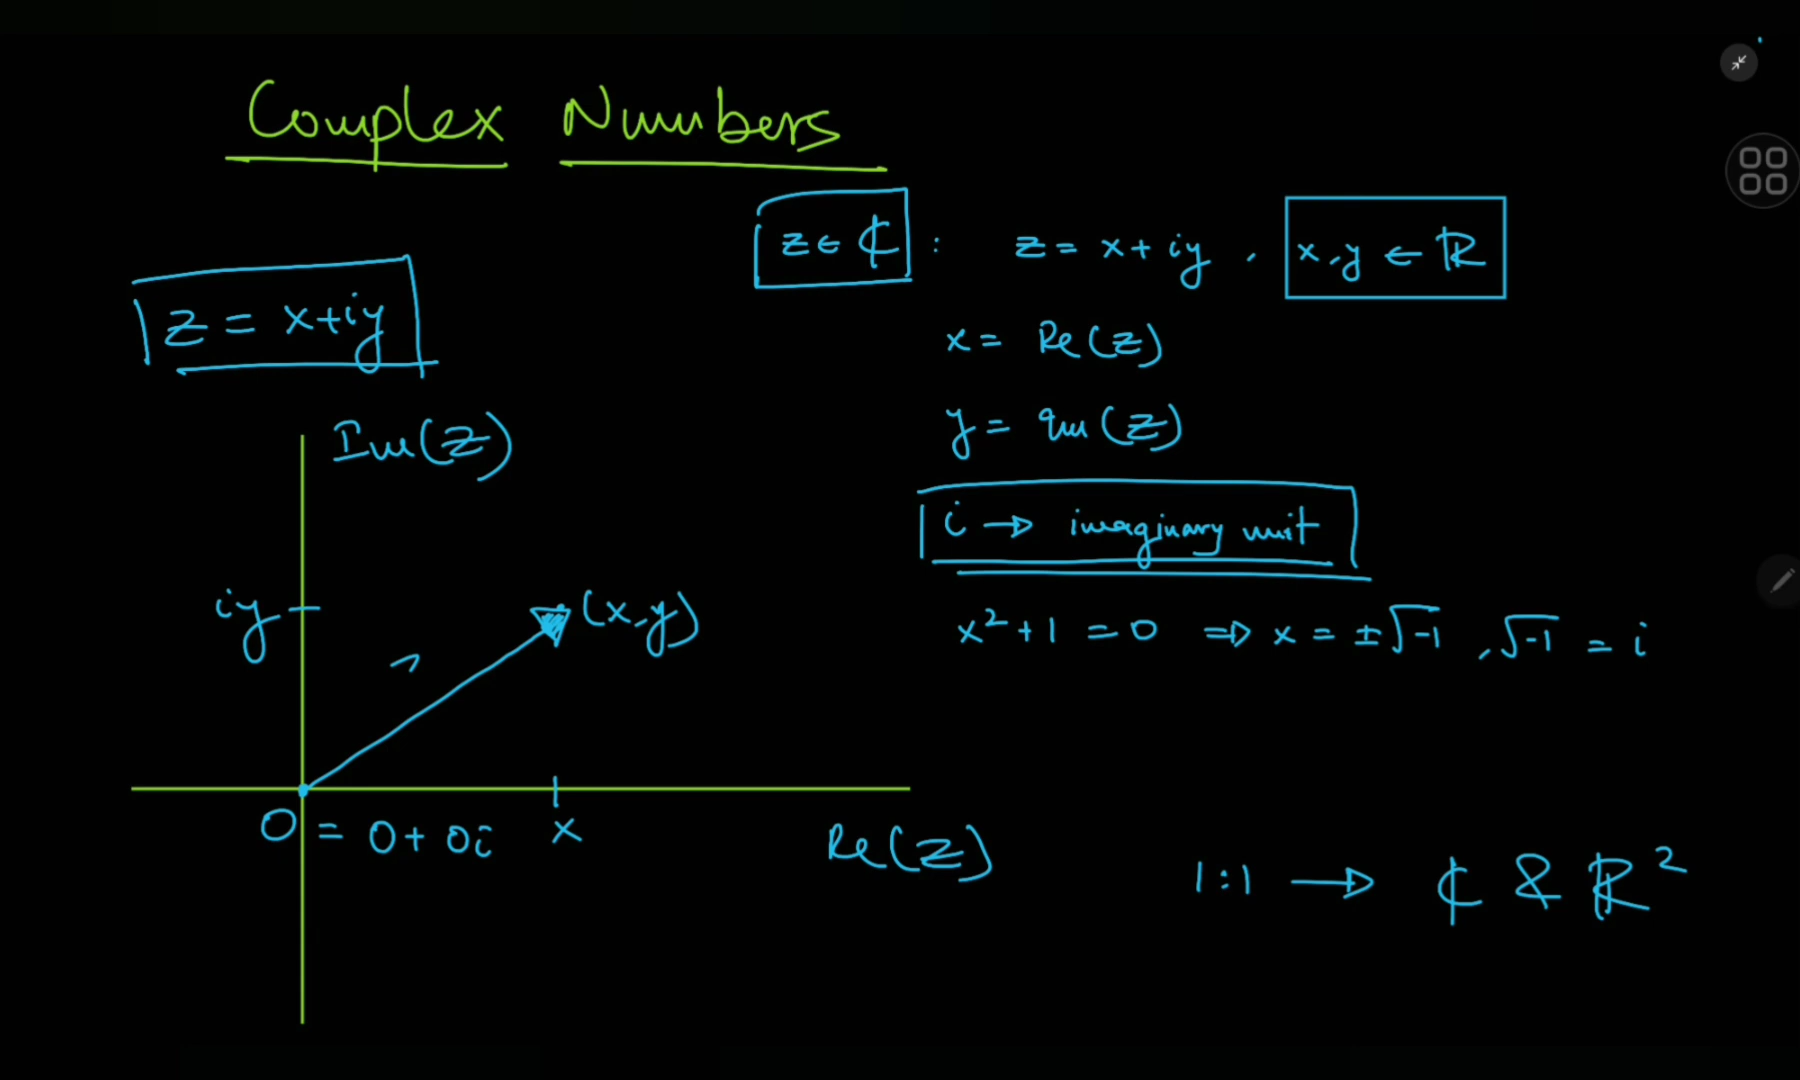 Complex Numbers
z ∈ ℂ : z = x + iy , x, y ∈ ℝ
z = x+iy
x = Re(z)
y = Im(z)
i → imaginary unit
x² + 1 = 0 ⇒ x = ±√-1 , √-1 = i
Im(z)
iy
(x,y)
0 = 0 + 0i
x
Re(z)
1:1 → ℂ & ℝ²